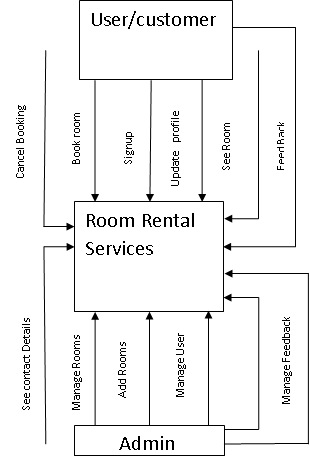 User/customer
Cancel Booking
Book room
Signup
Update profile
See Room
Feed Back
Room Rental
Services
See contact Details
Manage Rooms
Add Rooms
Manage User
Manage Feedback
Admin